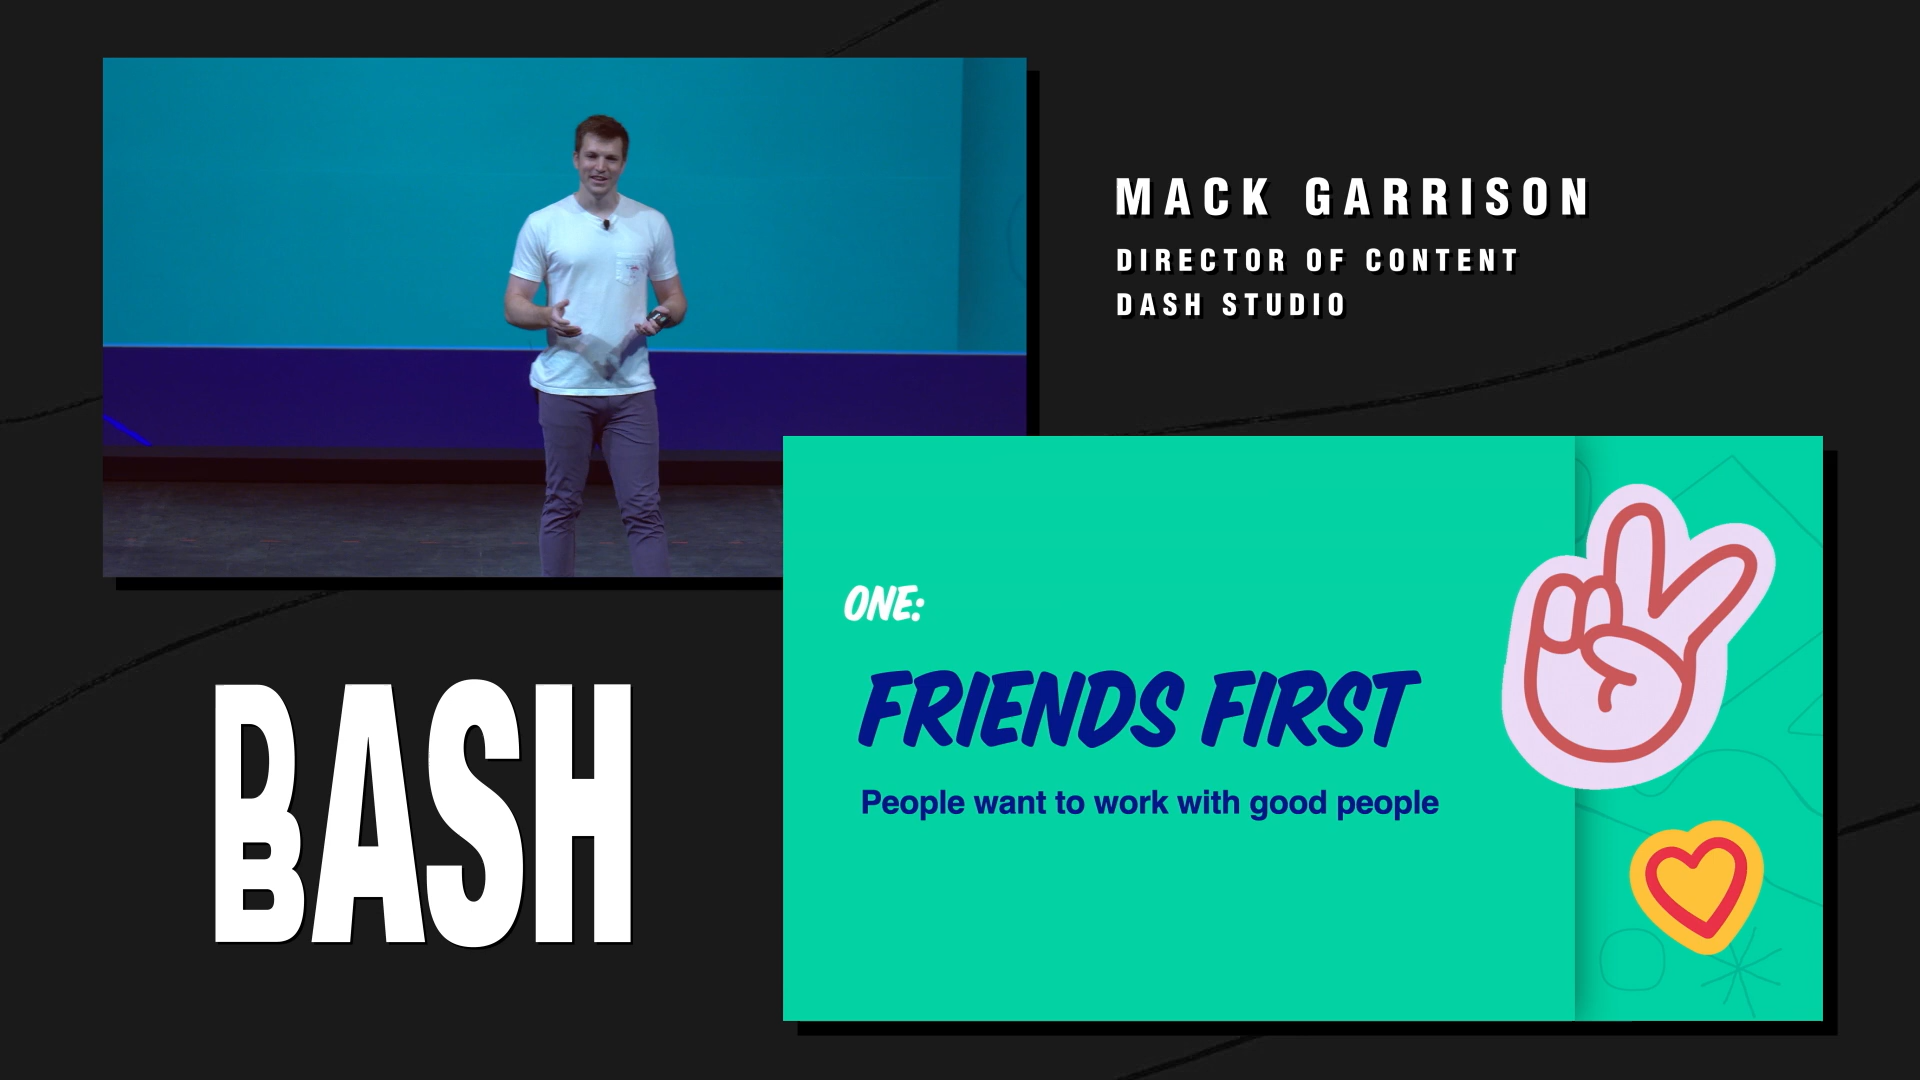 MACK GARRISON
DIRECTOR OF CONTENT
DASH STUDIO
ONE:
FRIENDS FIRST
People want to work with good people
BASH